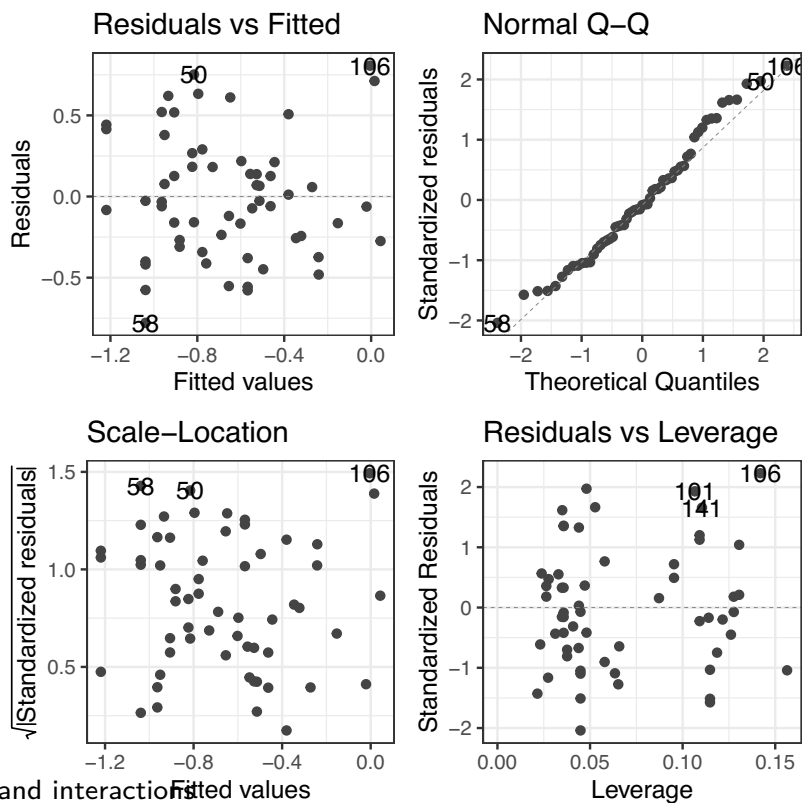 Residuals vs Fitted
Residuals
0.5
0.0
−0.5
50
106
58
−1.2 −0.8 −0.4 0.0
Fitted values
Normal Q−Q
Standardized residuals
2
1
0
−1
−2
106
50
58
−2 −1 0 1 2
Theoretical Quantiles
Scale−Location
√|Standardized residuals|
1.5
1.0
0.5
58
50
106
−1.2 −0.8 −0.4 0.0
Fitted values
Residuals vs Leverage
Standardized Residuals
2
1
0
−1
−2
106
101
141
0.00 0.05 0.10 0.15
Leverage
and interactions